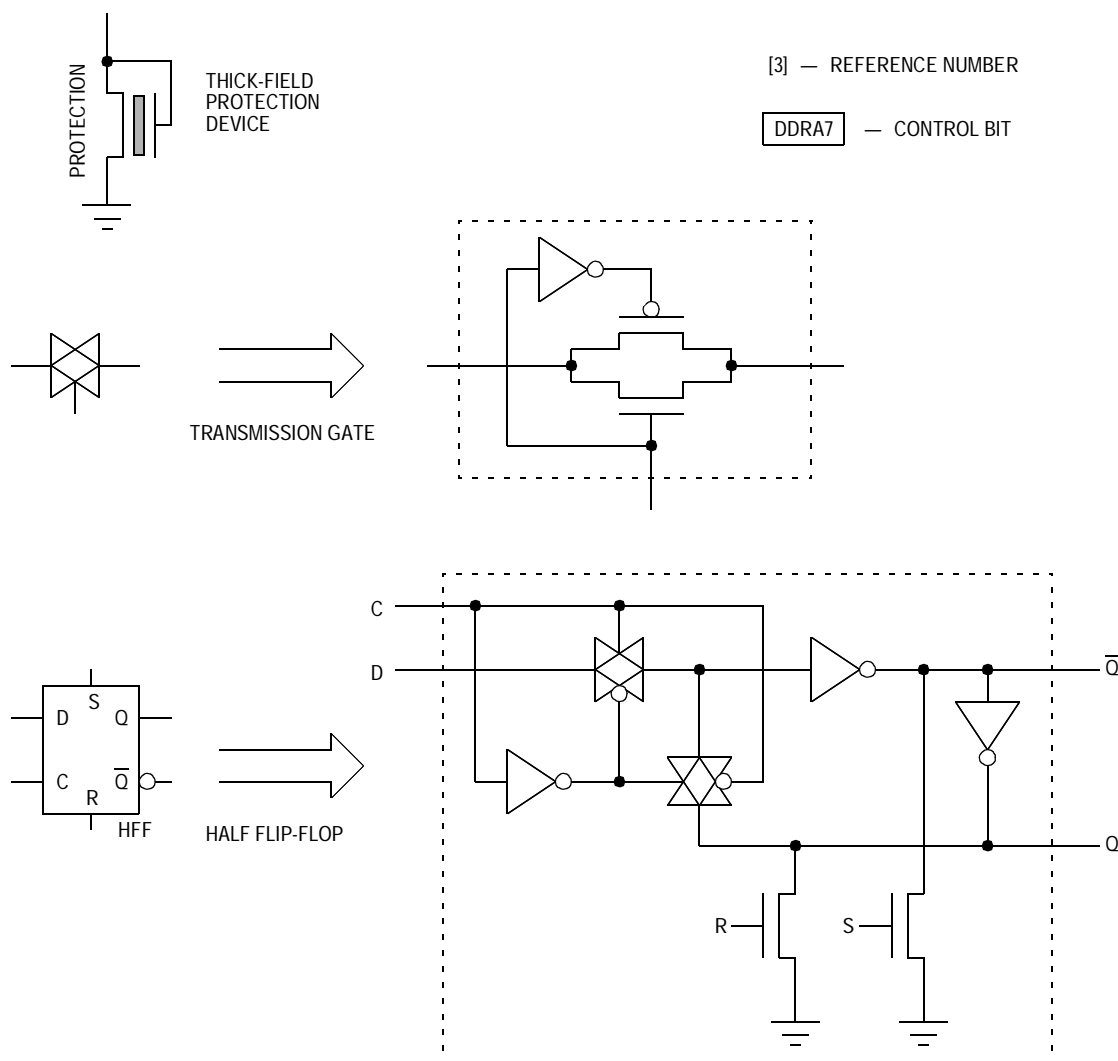 PROTECTION
THICK-FIELD
PROTECTION
DEVICE
[3] — REFERENCE NUMBER
DDRA7 — CONTROL BIT
TRANSMISSION GATE
C
D
Q̅
S
D Q
C Q̅
R
HFF
HALF FLIP-FLOP
Q
R
S